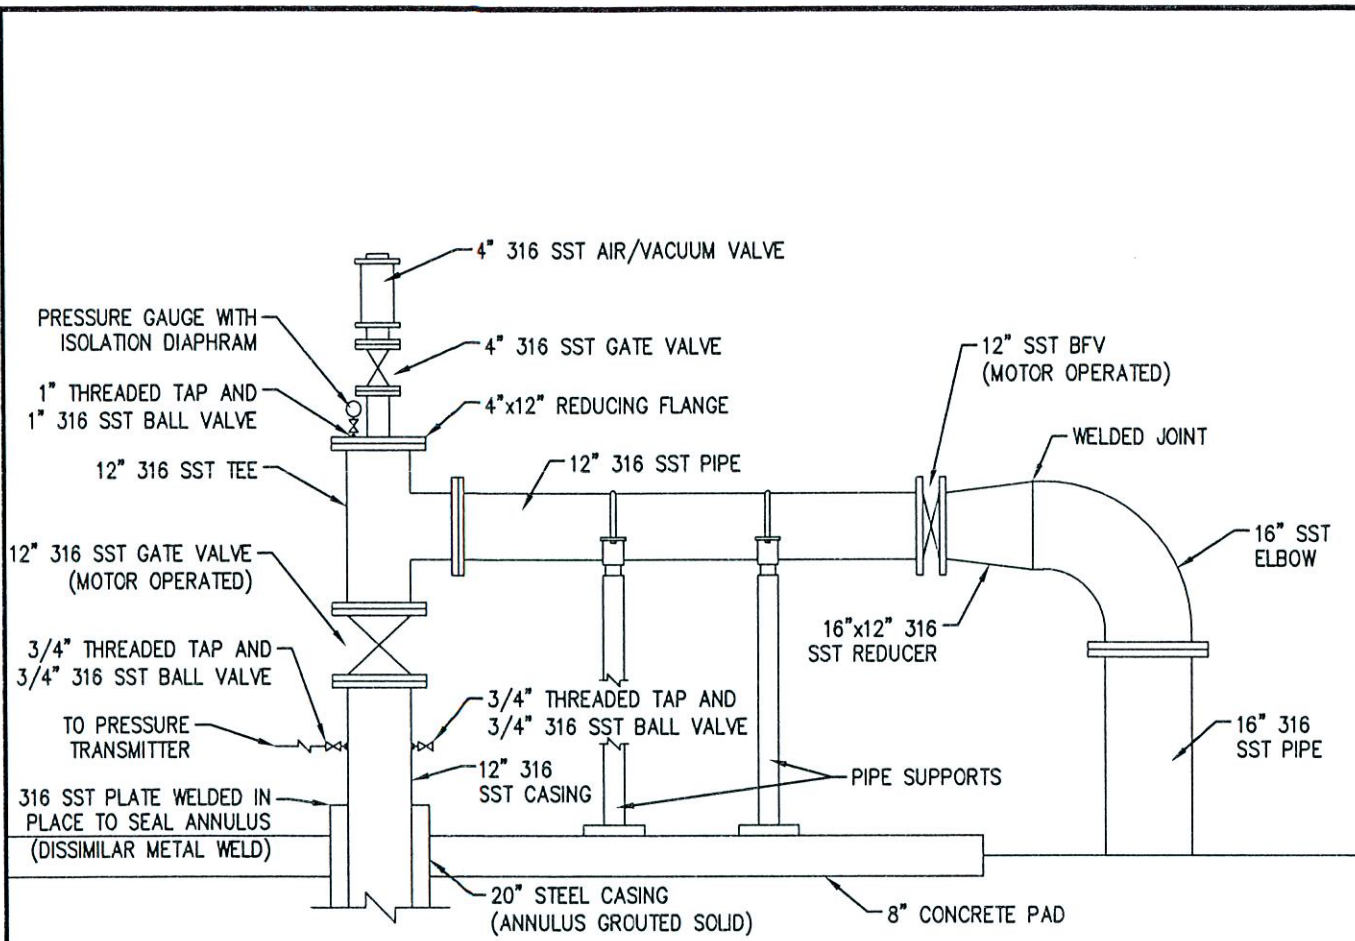 4" 316 SST AIR/VACUUM VALVE
PRESSURE GAUGE WITH
ISOLATION DIAPHRAM
4" 316 SST GATE VALVE
12" SST BFV
(MOTOR OPERATED)
1" THREADED TAP AND
1" 316 SST BALL VALVE
4"x12" REDUCING FLANGE
WELDED JOINT
12" 316 SST TEE
12" 316 SST PIPE
12" 316 SST GATE VALVE
(MOTOR OPERATED)
16" SST
ELBOW
16"x12" 316
SST REDUCER
3/4" THREADED TAP AND
3/4" 316 SST BALL VALVE
3/4" THREADED TAP AND
3/4" 316 SST BALL VALVE
TO PRESSURE
TRANSMITTER
16" 316
SST PIPE
12" 316
SST CASING
PIPE SUPPORTS
316 SST PLATE WELDED IN
PLACE TO SEAL ANNULUS
(DISSIMILAR METAL WELD)
20" STEEL CASING
(ANNULUS GROUTED SOLID)
8" CONCRETE PAD